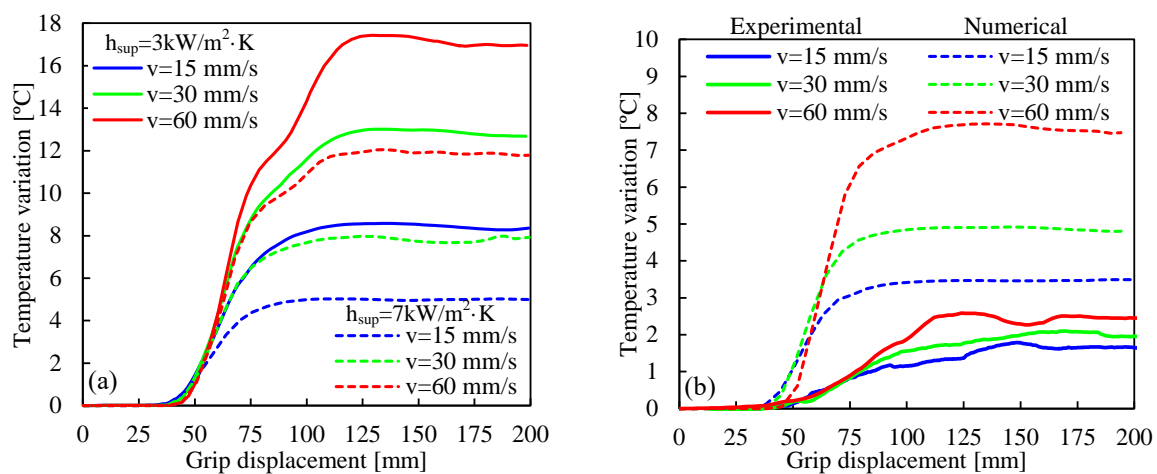 Temperature variation [ºC]
18
16
14
12
10
8
6
4
2
0
h_sup=3kW/m²·K
v=15 mm/s
v=30 mm/s
v=60 mm/s
h_sup=7kW/m²·K
v=15 mm/s
v=30 mm/s
v=60 mm/s
(a)
0 25 50 75 100 125 150 175 200
Grip displacement [mm]
Temperature variation [ºC]
Experimental Numerical
v=15 mm/s v=15 mm/s
v=30 mm/s v=30 mm/s
v=60 mm/s v=60 mm/s
10
9
8
7
6
5
4
3
2
1
0
(b)
0 25 50 75 100 125 150 175 200
Grip displacement [mm]